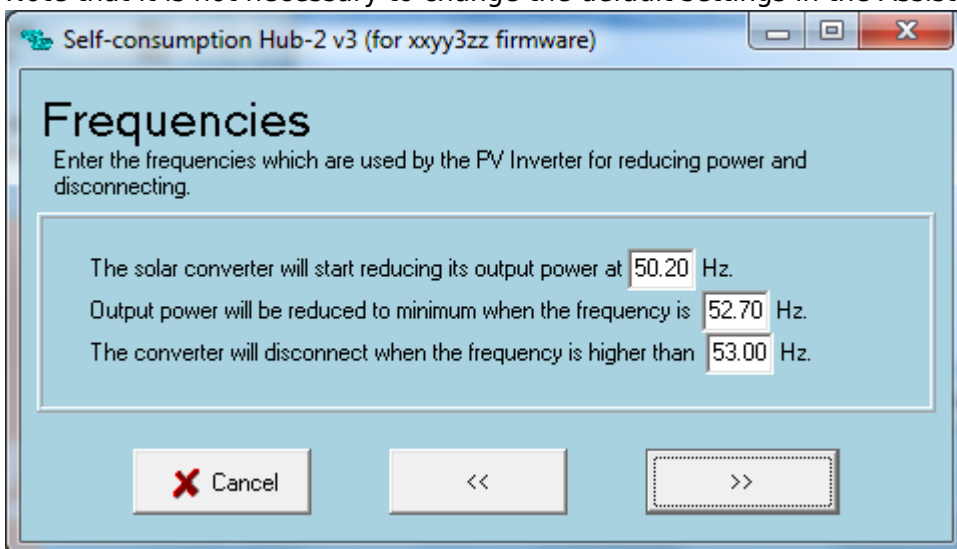 Note that it is not necessary to change the default settings in the Assist
Self-consumption Hub-2 v3 (for xxyy3zz firmware)
Frequencies
Enter the frequencies which are used by the PV Inverter for reducing power and
disconnecting.
The solar converter will start reducing its output power at 50.20 Hz.
Output power will be reduced to minimum when the frequency is 52.70 Hz.
The converter will disconnect when the frequency is higher than 53.00 Hz.
Cancel
<<
>>